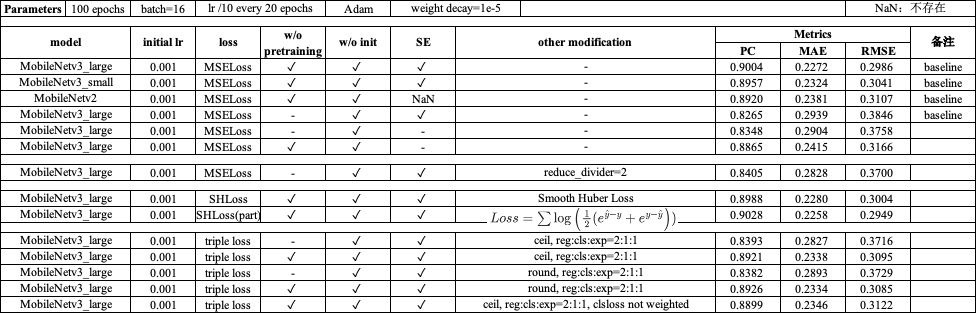 Parameters 100 epochs batch=16 lr /10 every 20 epochs Adam weight decay=1e-5 NaN：不存在
model initial lr loss w/o pretraining w/o init SE other modification Metrics 备注
PC MAE RMSE
MobileNetv3_large 0.001 MSELoss ✓ ✓ ✓ - 0.9004 0.2272 0.2986 baseline
MobileNetv3_small 0.001 MSELoss ✓ ✓ ✓ - 0.8957 0.2324 0.3041 baseline
MobileNetv2 0.001 MSELoss ✓ ✓ NaN - 0.8920 0.2381 0.3107 baseline
MobileNetv3_large 0.001 MSELoss - ✓ ✓ - 0.8265 0.2939 0.3846 baseline
MobileNetv3_large 0.001 MSELoss - ✓ - - 0.8348 0.2904 0.3758
MobileNetv3_large 0.001 MSELoss ✓ ✓ - - 0.8865 0.2415 0.3166
MobileNetv3_large 0.001 MSELoss - ✓ ✓ reduce_divider=2 0.8405 0.2828 0.3700
MobileNetv3_large 0.001 SHLoss ✓ ✓ ✓ Smooth Huber Loss 0.8988 0.2280 0.3004
MobileNetv3_large 0.001 SHLoss(part) ✓ ✓ ✓ Loss = ∑ log (½(e^{ŷ−y} + e^{y−ŷ})) 0.9028 0.2258 0.2949
MobileNetv3_large 0.001 triple loss - ✓ ✓ ceil, reg:cls:exp=2:1:1 0.8393 0.2827 0.3716
MobileNetv3_large 0.001 triple loss ✓ ✓ ✓ ceil, reg:cls:exp=2:1:1 0.8921 0.2338 0.3095
MobileNetv3_large 0.001 triple loss - ✓ ✓ round, reg:cls:exp=2:1:1 0.8382 0.2893 0.3729
MobileNetv3_large 0.001 triple loss ✓ ✓ ✓ round, reg:cls:exp=2:1:1 0.8926 0.2334 0.3085
MobileNetv3_large 0.001 triple loss ✓ ✓ ✓ ceil, reg:cls:exp=2:1:1, clsloss not weighted 0.8899 0.2346 0.3122